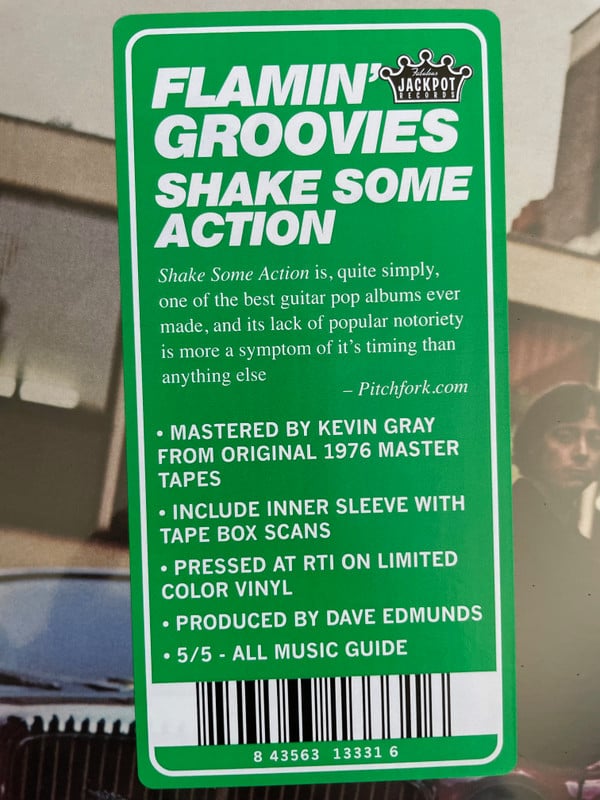 FLAMIN'
Fabulous
JACKPOT
RECORDS
GROOVIES
SHAKE SOME
ACTION
Shake Some Action is, quite simply,
one of the best guitar pop albums ever
made, and its lack of popular notoriety
is more a symptom of it's timing than
anything else
– Pitchfork.com
• MASTERED BY KEVIN GRAY
FROM ORIGINAL 1976 MASTER
TAPES
• INCLUDE INNER SLEEVE WITH
TAPE BOX SCANS
• PRESSED AT RTI ON LIMITED
COLOR VINYL
• PRODUCED BY DAVE EDMUNDS
• 5/5 - ALL MUSIC GUIDE
8 43563 13331 6